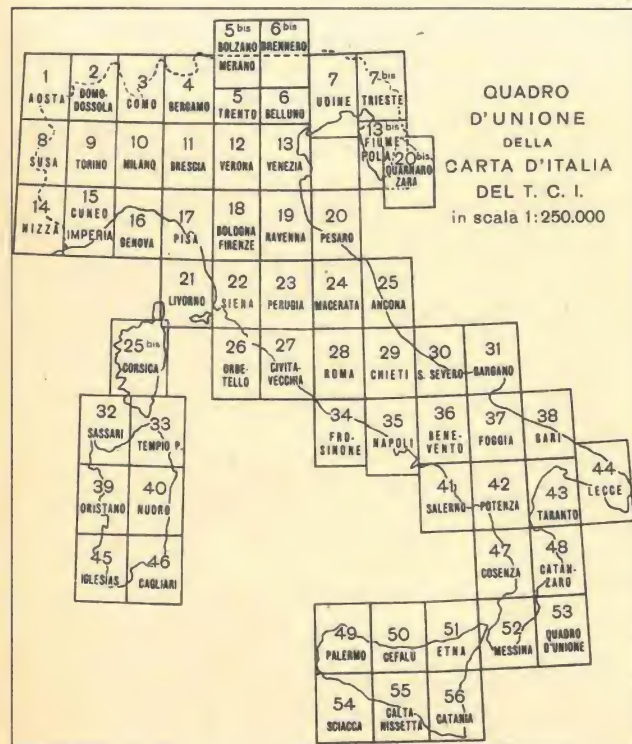 QUADRO
D'UNIONE
DELLA
CARTA D'ITALIA
DEL T. C. I.
in scala 1:250.000
5 bis
BOLZANO
MERANO
6 bis
BRENNERO
1
AOSTA
2
DOMO-
DOSSOLA
3
COMO
4
BERGAMO
5
TRENTO
6
BELLUNO
7
UDINE
7 bis
TRIESTE
8
SUSA
9
TORINO
10
MILANO
11
BRESCIA
12
VERONA
13
VENEZIA
13 bis
FIUME
POLA
20 bis
QUARNARO
ZARA
14
NIZZA
15
CUNEO
IMPERIA
16
GENOVA
17
PISA
18
BOLOGNA
FIRENZE
19
RAVENNA
20
PESARO
21
LIVORNO
22
SIENA
23
PERUGIA
24
MACERATA
25
ANCONA
25 bis
CORSICA
26
ORBE-
TELLO
27
CIVITA-
VECCHIA
28
ROMA
29
CHIETI
30
S. SEVERO
31
GARGANO
32
SASSARI
33
TEMPIO P.
34
FRO-
SINONE
35
NAPOLI
36
BENE-
VENTO
37
FOGGIA
38
BARI
39
ORISTANO
40
NUORO
41
SALERNO
42
POTENZA
43
TARANTO
44
LECCE
45
IGLESIAS
46
CAGLIARI
47
COSENZA
48
CATAN-
ZARO
49
PALERMO
50
CEFALÙ
51
ETNA
52
MESSINA
53
QUADRO
D'UNIONE
54
SCIACCA
55
CALTA-
NISSETTA
56
CATANIA